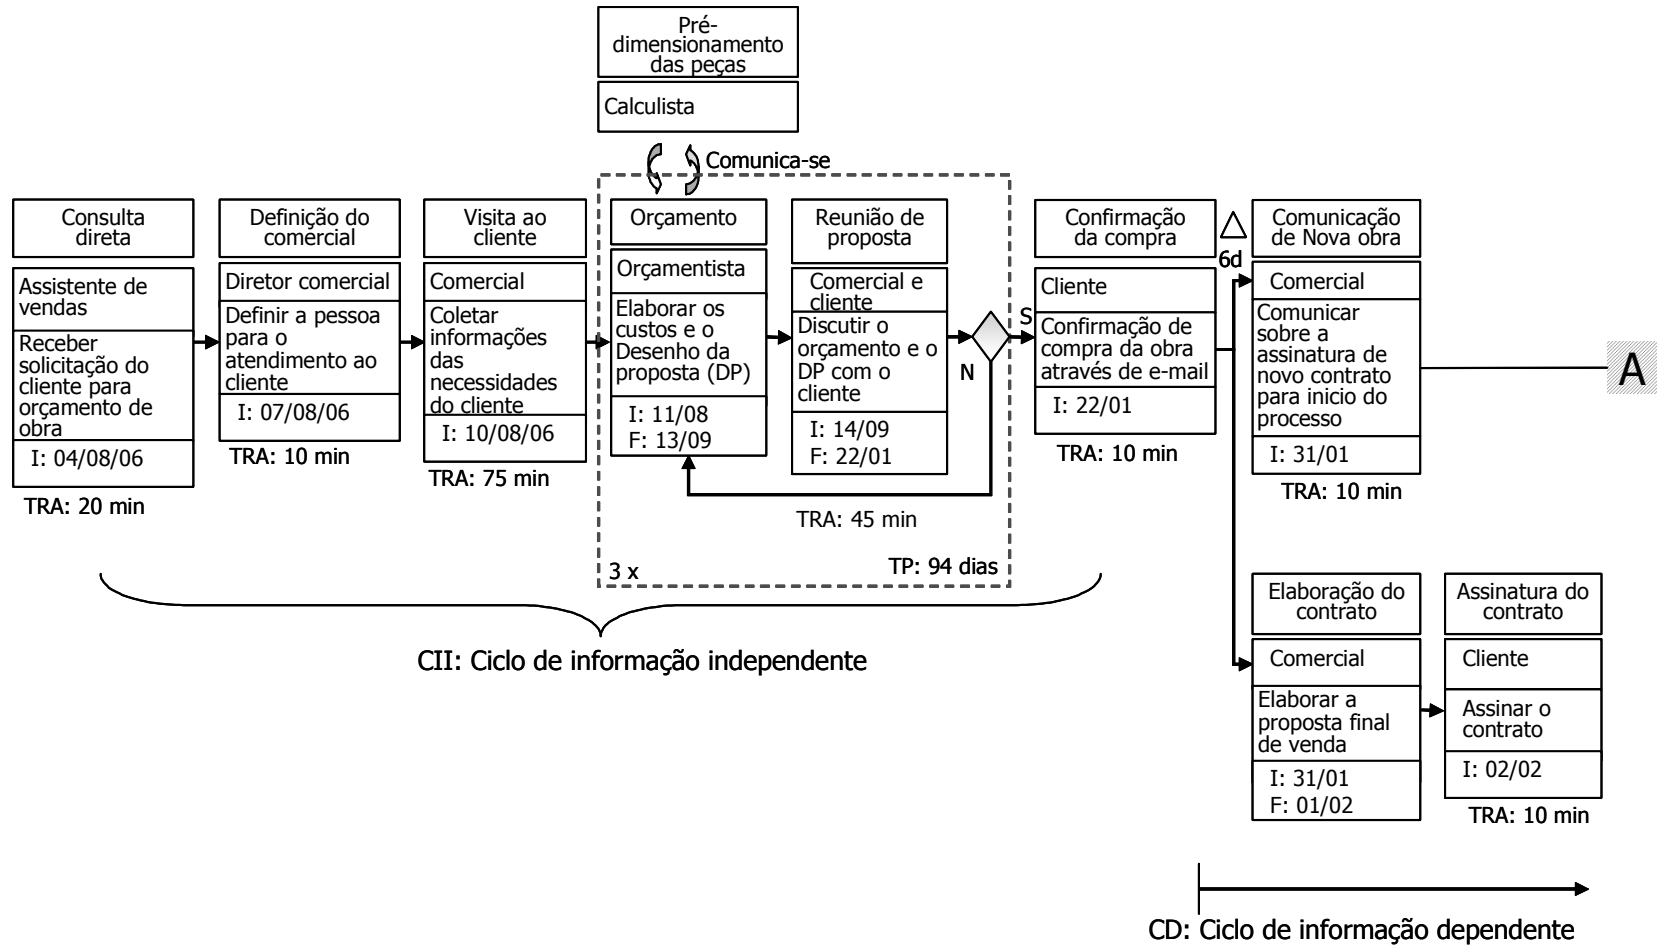 Pré-
dimensionamento
das peças
Calculista
Comunica-se
Consulta
direta
Assistente de
vendas
Receber
solicitação do
cliente para
orçamento de
obra
I: 04/08/06
TRA: 20 min
Definição do
comercial
Diretor comercial
Definir a pessoa
para o
atendimento ao
cliente
I: 07/08/06
TRA: 10 min
Visita ao
cliente
Comercial
Coletar
informações
das
necessidades
do cliente
I: 10/08/06
TRA: 75 min
Orçamento
Orçamentista
Elaborar os
custos e o
Desenho da
proposta (DP)
I: 11/08
F: 13/09
Reunião de
proposta
Comercial e
cliente
Discutir o
orçamento e o
DP com o
cliente
I: 14/09
F: 22/01
TRA: 45 min
S
N
3 x
TP: 94 dias
Confirmação
da compra
Cliente
Confirmação de
compra da obra
através de e-mail
I: 22/01
TRA: 10 min
6d
Comunicação
de Nova obra
Comercial
Comunicar
sobre a
assinatura de
novo contrato
para inicio do
processo
I: 31/01
TRA: 10 min
A
CII: Ciclo de informação independente
Elaboração do
contrato
Comercial
Elaborar a
proposta final
de venda
I: 31/01
F: 01/02
Assinatura do
contrato
Cliente
Assinar o
contrato
I: 02/02
TRA: 10 min
CD: Ciclo de informação dependente